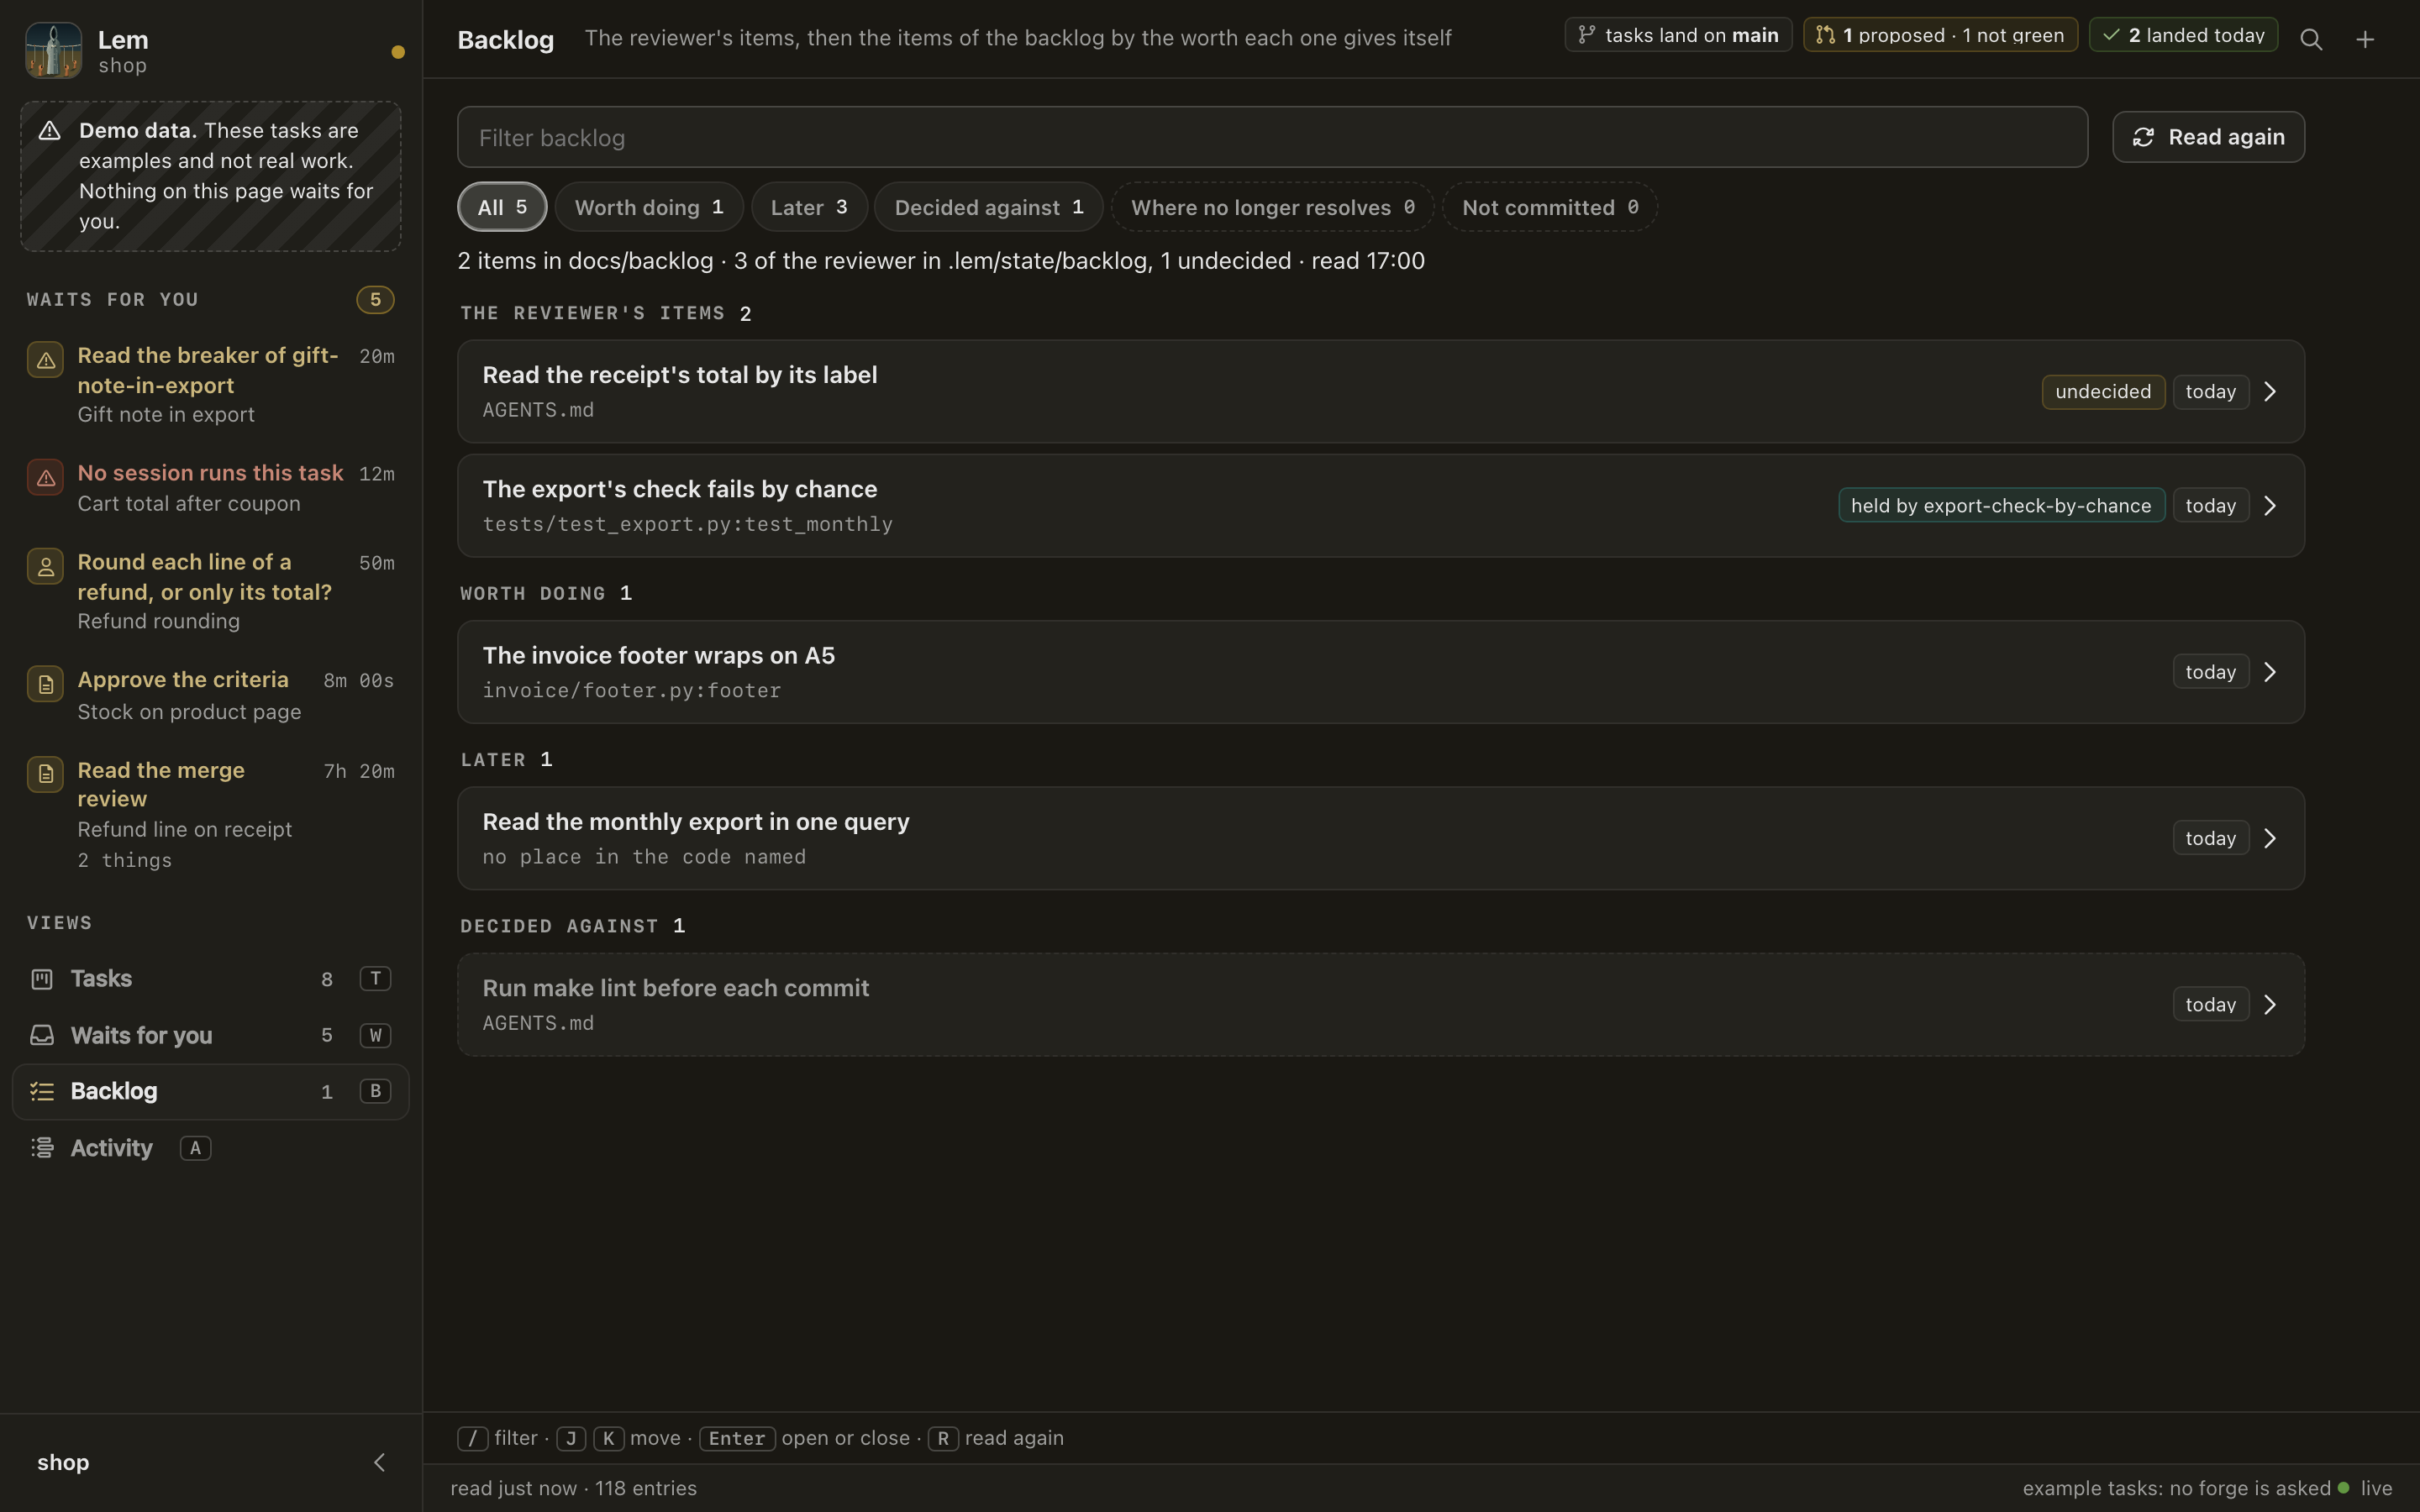 Lem
shop
Demo data. These tasks are
examples and not real work.
Nothing on this page waits for
you.
WAITS FOR YOU 5
Read the breaker of gift- 20m
note-in-export
Gift note in export
No session runs this task 12m
Cart total after coupon
Round each line of a 50m
refund, or only its total?
Refund rounding
Approve the criteria 8m 00s
Stock on product page
Read the merge 7h 20m
review
Refund line on receipt
2 things
VIEWS
Tasks 8 T
Waits for you 5 W
Backlog 1 B
Activity A
shop
Backlog The reviewer's items, then the items of the backlog by the worth each one gives itself
tasks land on main 1 proposed · 1 not green 2 landed today
Filter backlog
Read again
All 5 Worth doing 1 Later 3 Decided against 1 Where no longer resolves 0 Not committed 0
2 items in docs/backlog · 3 of the reviewer in .lem/state/backlog, 1 undecided · read 17:00
THE REVIEWER'S ITEMS 2
Read the receipt's total by its label
AGENTS.md
undecided today
The export's check fails by chance
tests/test_export.py:test_monthly
held by export-check-by-chance today
WORTH DOING 1
The invoice footer wraps on A5
invoice/footer.py:footer
today
LATER 1
Read the monthly export in one query
no place in the code named
today
DECIDED AGAINST 1
Run make lint before each commit
AGENTS.md
today
/ filter · J K move · Enter open or close · R read again
read just now · 118 entries
example tasks: no forge is asked live